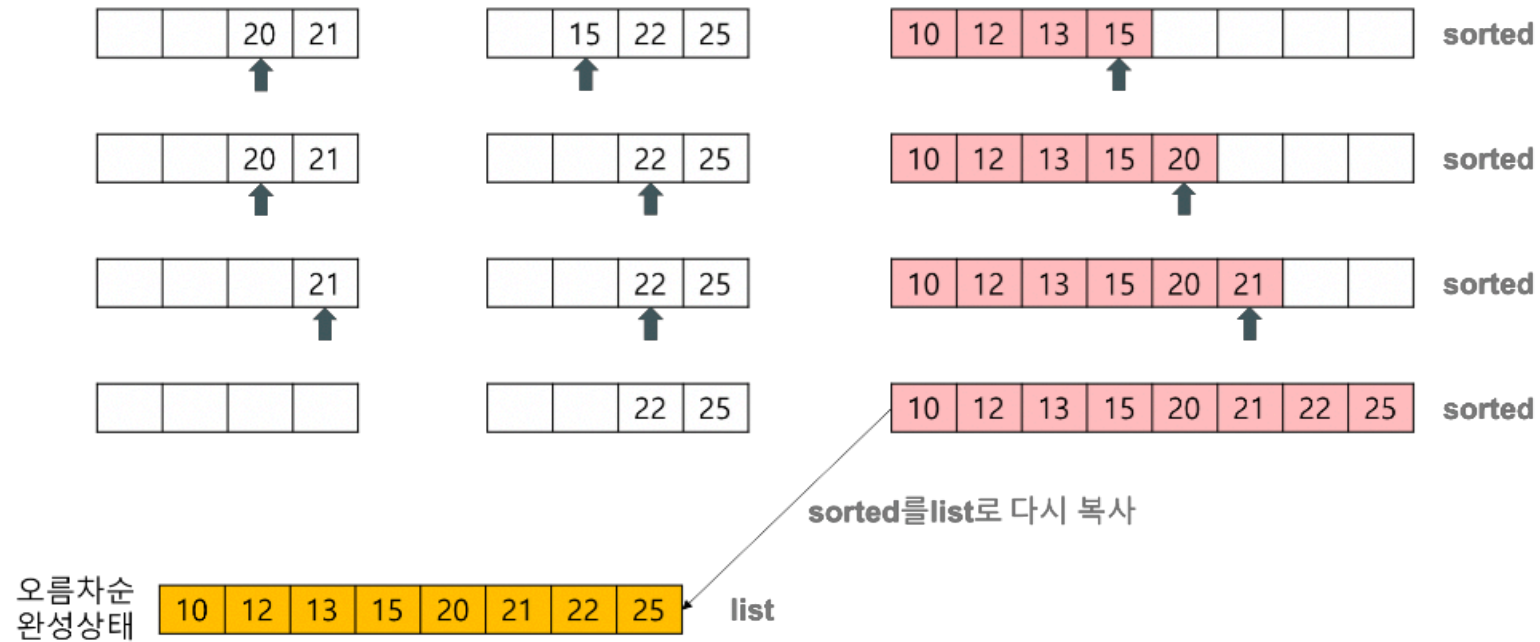 20 21 15 22 25 10 12 13 15 sorted
20 21 22 25 10 12 13 15 20 sorted
21 22 25 10 12 13 15 20 21 sorted
22 25 10 12 13 15 20 21 22 25 sorted
sorted를list로 다시 복사
오름차순
완성상태
10 12 13 15 20 21 22 25 list